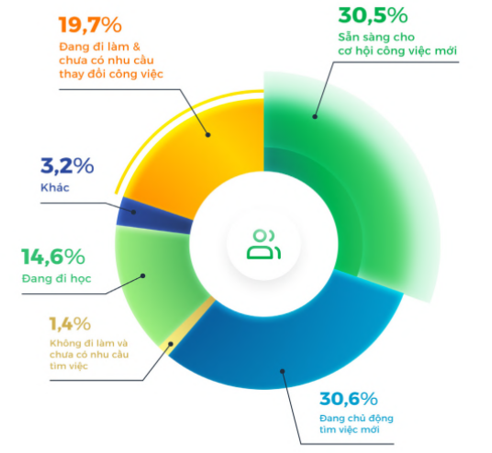 30,5%
Sẵn sàng cho
cơ hội công việc mới
19,7%
Đang đi làm &
chưa có nhu cầu
thay đổi công việc
3,2%
Khác
14,6%
Đang đi học
1,4%
Không đi làm và
chưa có nhu cầu
tìm việc
30,6%
Đang chủ động
tìm việc mới